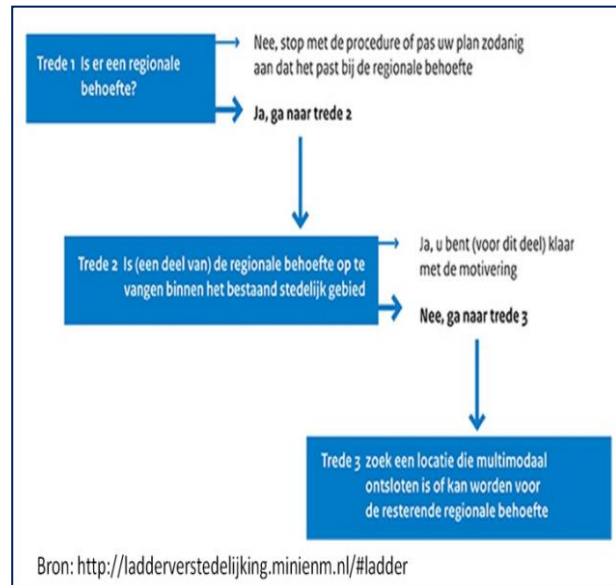 Trede 1 Is er een regionale
behoefte?
Nee, stop met de procedure of pas uw plan zodanig
aan dat het past bij de regionale behoefte
Ja, ga naar trede 2
Trede 2 Is (een deel van) de regionale behoefte op te
vangen binnen het bestaand stedelijk gebied
Ja, u bent (voor dit deel) klaar
met de motivering
Nee, ga naar trede 3
Trede 3 zoek een locatie die multimodaal
ontsloten is of kan worden voor
de resterende regionale behoefte
Bron: http://ladderverstedelijking.minienm.nl/#ladder